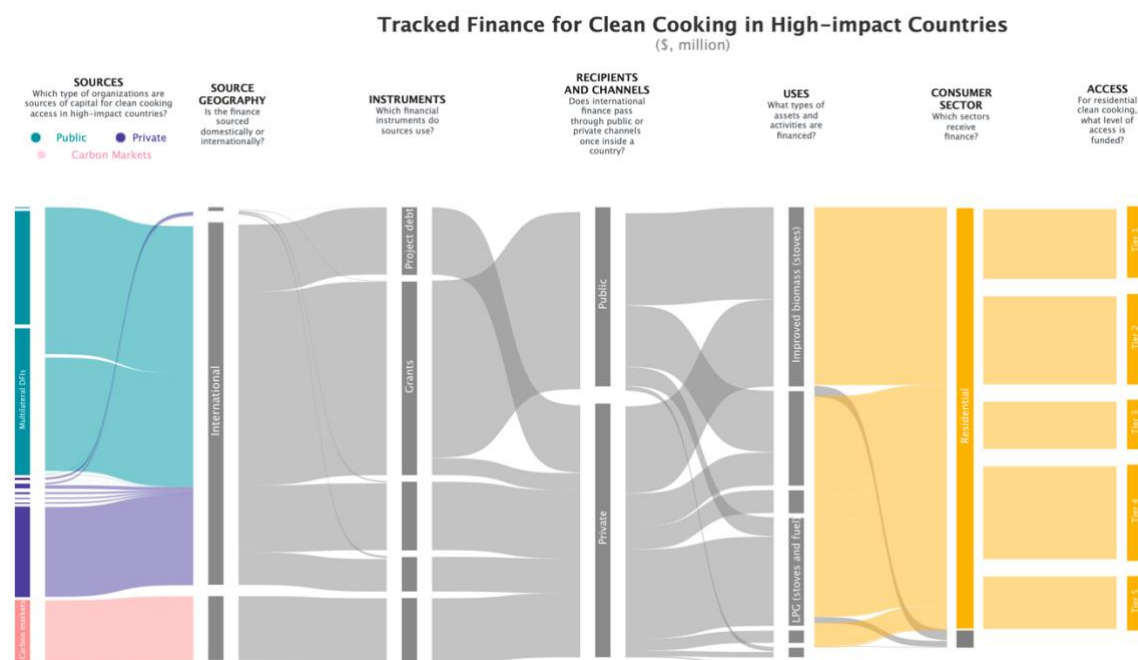 Tracked Finance for Clean Cooking in High-impact Countries
($, million)
SOURCES
Which type of organizations are
sources of capital for clean cooking
access in high-impact countries?
Public
Private
Carbon Markets
SOURCE
GEOGRAPHY
Is the finance
sourced
domestically or
internationally?
INSTRUMENTS
Which financial
instruments do
sources use?
RECIPIENTS
AND CHANNELS
Does international
finance pass
through public or
private channels
once inside a
country?
USES
What types of
assets and
activities are
financed?
CONSUMER
SECTOR
Which sectors
receive
finance?
ACCESS
For residential
clean cooking,
what level of
access is
funded?
Multilateral DFIs
Carbon markets
International
Project debt
Grants
Public
Private
Improved biomass (stoves)
LPG (stoves and fuel)
Residential
Tier 1
Tier 2
Tier 3
Tier 4
Tier 5